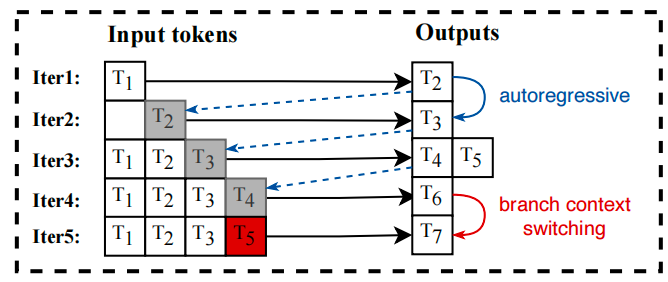 Input tokens Outputs
Iter1: T1 T2
autoregressive
Iter2: T2 T3
Iter3: T1 T2 T3 T4 T5
Iter4: T1 T2 T3 T4 T6
branch context
switching
Iter5: T1 T2 T3 T5 T7